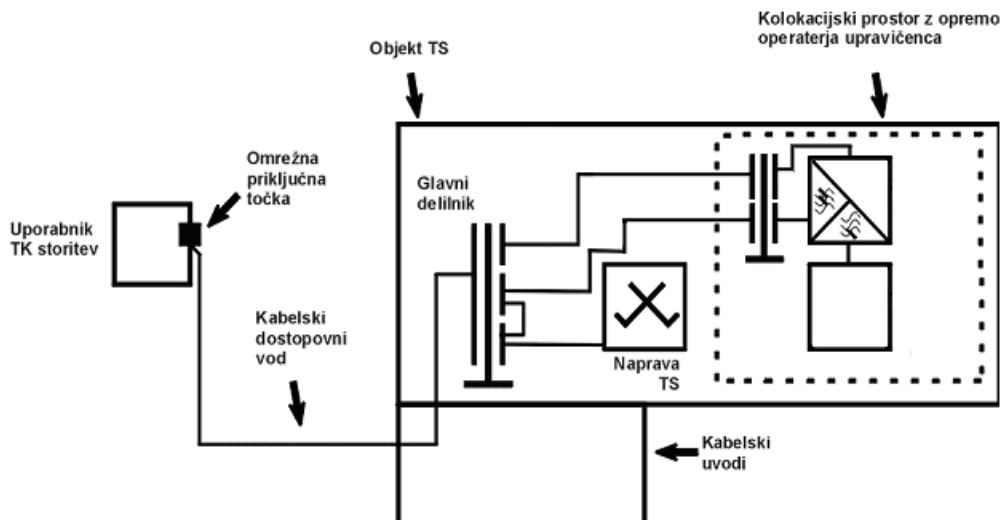 Kolokacijski prostor z opremo
operaterja upravičenca
Objekt TS
Omrežna
priključna
točka
Glavni
delilnik
Uporabnik
TK storitev
Kabelski
dostopovni
vod
Naprava
TS
Kabelski
uvodi